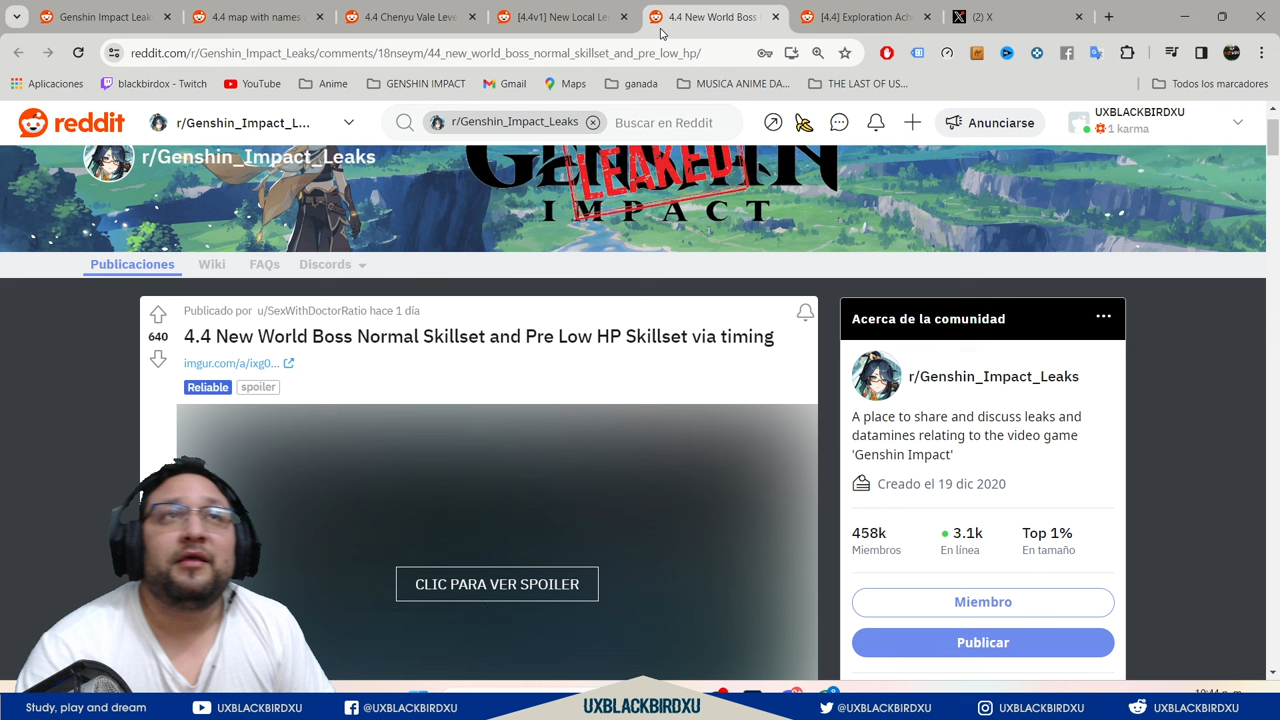 Genshin Impact Leak
4.4 map with names
4.4 Chenyu Vale Leve
[4.4v1] New Local Le
4.4 New World Boss
[4.4] Exploration Ach
(2) X
reddit.com/r/Genshin_Impact_Leaks/comments/18nseym/44_new_world_boss_normal_skillset_and_pre_low_hp/
Aplicaciones
blackbirdox - Twitch
YouTube
Anime
GENSHIN IMPACT
Gmail
Maps
ganada
MUSICA ANIME DA...
THE LAST OF US...
Todos los marcadores
reddit
r/Genshin_Impact_L...
r/Genshin_Impact_Leaks
Buscar en Reddit
Anunciarse
UXBLACKBIRDXU
1 karma
r/Genshin_Impact_Leaks
GENSHIN
LEAKED
IMPACT
Publicaciones
Wiki
FAQs
Discords
Publicado por u/SexWithDoctorRatio hace 1 día
640
4.4 New World Boss Normal Skillset and Pre Low HP Skillset via timing
imgur.com/a/ixg0...
Reliable
spoiler
CLIC PARA VER SPOILER
Acerca de la comunidad
r/Genshin_Impact_Leaks
A place to share and discuss leaks and
datamines relating to the video game
'Genshin Impact'
Creado el 19 dic 2020
458k
Miembros
3.1k
En línea
Top 1%
En tamaño
Miembro
Publicar
10:44 p. m.
Study, play and dream
UXBLACKBIRDXU
@UXBLACKBIRDXU
UXBLACKBIRDXU
@UXBLACKBIRDXU
UXBLACKBIRDXU
UXBLACKBIRDXU